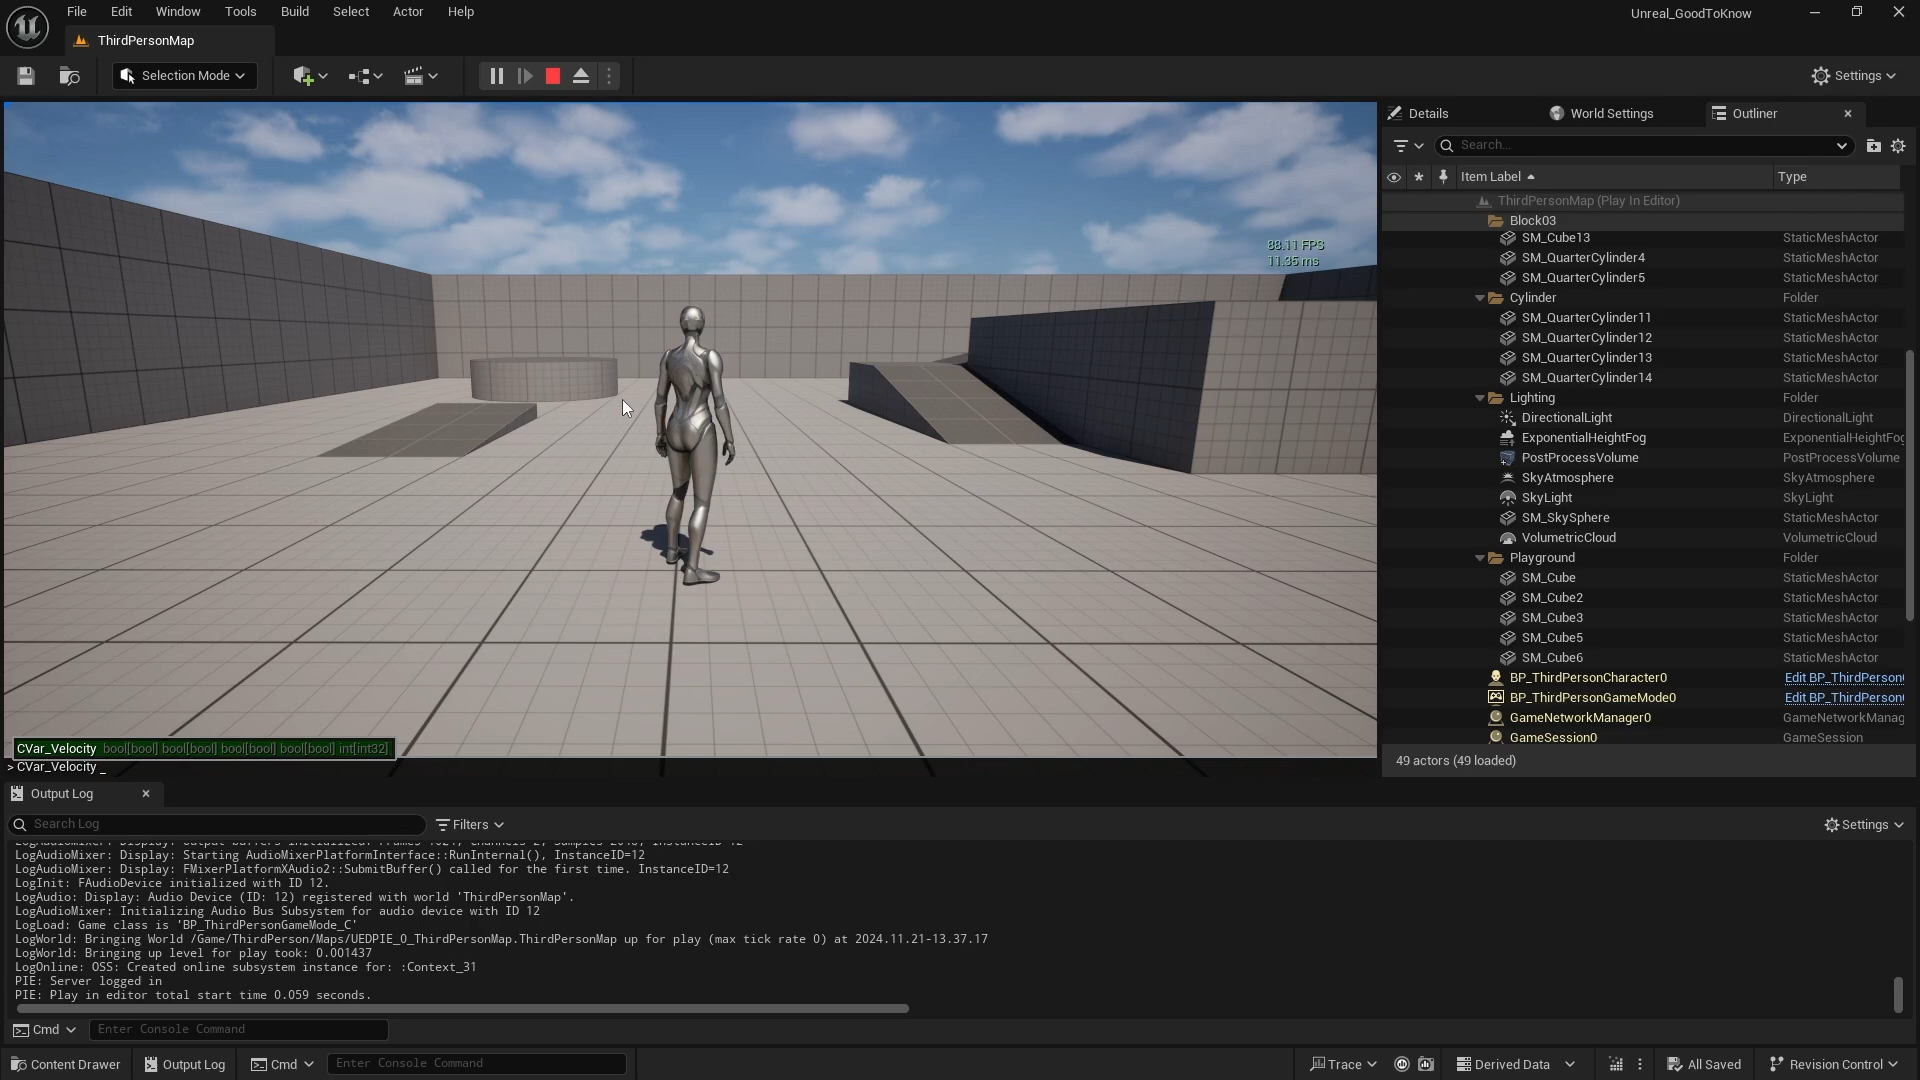 File Edit Window Tools Build Select Actor Help
Unreal_GoodToKnow
ThirdPersonMap
Selection Mode
Settings
88.11 FPS
11.35 ms
CVar_Velocity bool[bool] bool[bool] bool[bool] bool[bool] int[int32]
> CVar_Velocity _
Details World Settings Outliner
Search...
Item Label Type
ThirdPersonMap (Play In Editor)
Block03
SM_Cube13 StaticMeshActor
SM_QuarterCylinder4 StaticMeshActor
SM_QuarterCylinder5 StaticMeshActor
Cylinder Folder
SM_QuarterCylinder11 StaticMeshActor
SM_QuarterCylinder12 StaticMeshActor
SM_QuarterCylinder13 StaticMeshActor
SM_QuarterCylinder14 StaticMeshActor
Lighting Folder
DirectionalLight DirectionalLight
ExponentialHeightFog ExponentialHeightFog
PostProcessVolume PostProcessVolume
SkyAtmosphere SkyAtmosphere
SkyLight SkyLight
SM_SkySphere StaticMeshActor
VolumetricCloud VolumetricCloud
Playground Folder
SM_Cube StaticMeshActor
SM_Cube2 StaticMeshActor
SM_Cube3 StaticMeshActor
SM_Cube5 StaticMeshActor
SM_Cube6 StaticMeshActor
BP_ThirdPersonCharacter0 Edit BP_ThirdPerson
BP_ThirdPersonGameMode0 Edit BP_ThirdPerson
GameNetworkManager0 GameNetworkManag
GameSession0 GameSession
49 actors (49 loaded)
Output Log
Search Log Filters Settings
LogAudioMixer: Display: Starting AudioMixerPlatformInterface::RunInternal(), InstanceID=12
LogAudioMixer: Display: FMixerPlatformXAudio2::SubmitBuffer() called for the first time. InstanceID=12
LogInit: FAudioDevice initialized with ID 12.
LogAudio: Display: Audio Device (ID: 12) registered with world 'ThirdPersonMap'.
LogAudioMixer: Initializing Audio Bus Subsystem for audio device with ID 12
LogLoad: Game class is 'BP_ThirdPersonGameMode_C'
LogWorld: Bringing World /Game/ThirdPerson/Maps/UEDPIE_0_ThirdPersonMap.ThirdPersonMap up for play (max tick rate 0) at 2024.11.21-13.37.17
LogWorld: Bringing up level for play took: 0.001437
LogOnline: OSS: Created online subsystem instance for: :Context_31
PIE: Server logged in
PIE: Play in editor total start time 0.059 seconds.
Cmd Enter Console Command
Content Drawer Output Log Cmd Enter Console Command Trace Derived Data All Saved Revision Control